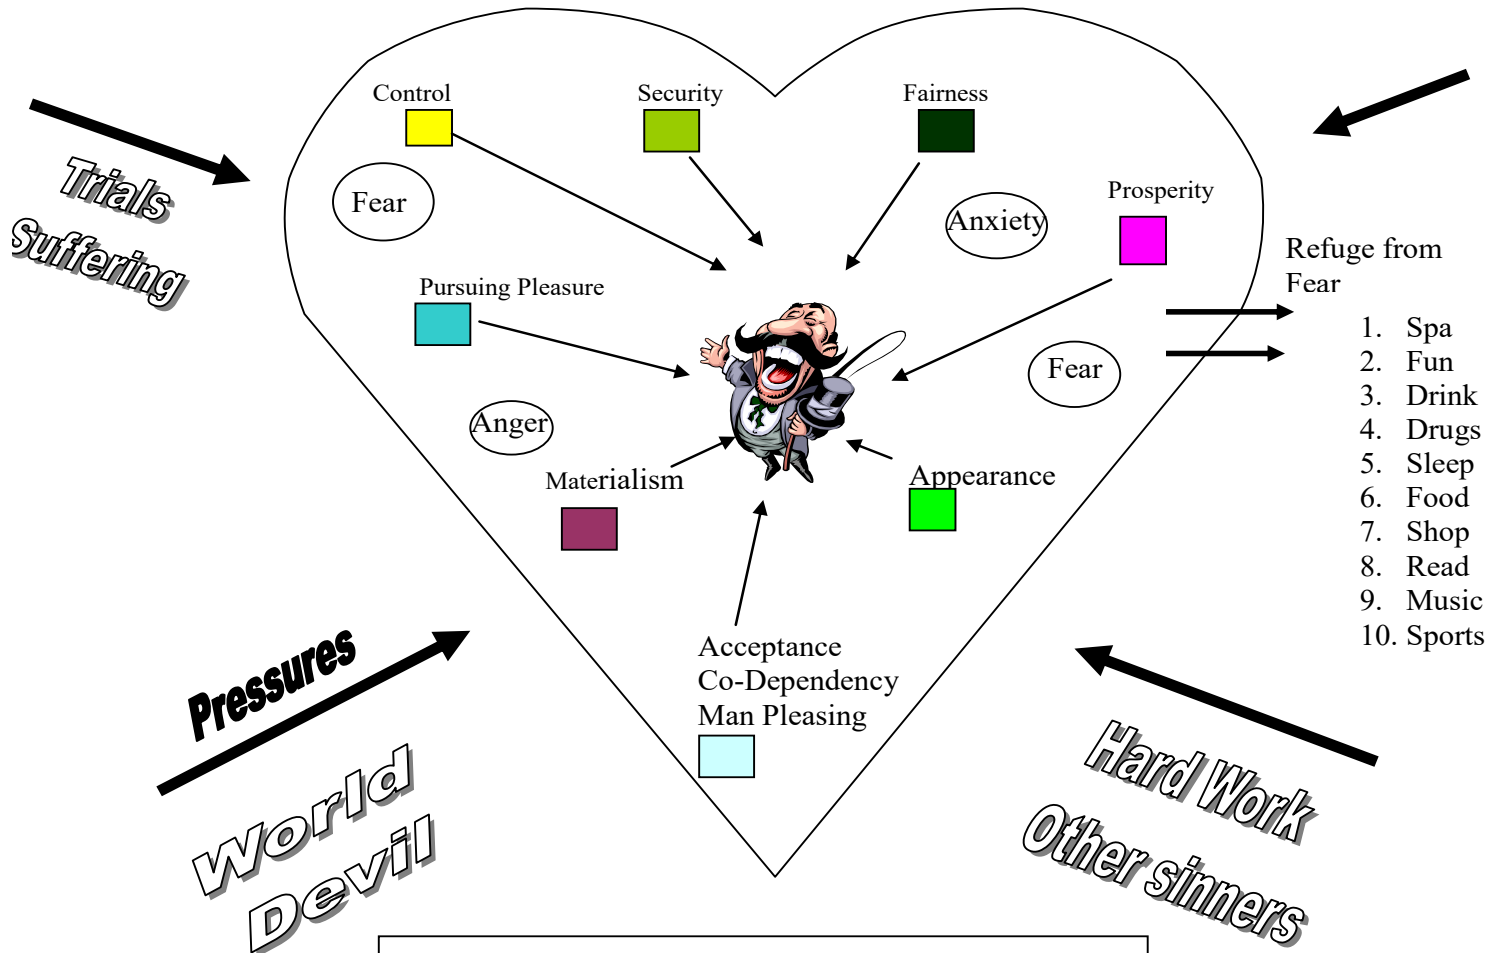 Control
Security
Fairness
Trials
Suffering
Fear
Anxiety
Prosperity
Refuge from
Fear
Pursuing Pleasure
1. Spa
2. Fun
3. Drink
4. Drugs
5. Sleep
6. Food
7. Shop
8. Read
9. Music
10. Sports
Fear
Anger
Materialism
Appearance
Acceptance
Co-Dependency
Man Pleasing
Pressures
World
Devil
Hard Work
Other sinners